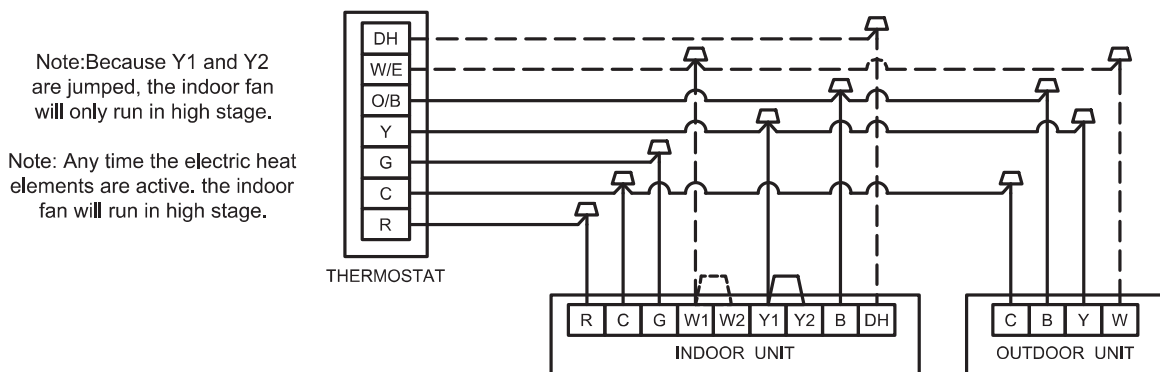 Note:Because Y1 and Y2
are jumped, the indoor fan
will only run in high stage.
Note: Any time the electric heat
elements are active. the indoor
fan will run in high stage.
DH
W/E
O/B
Y
G
C
R
THERMOSTAT
R C G W1 W2 Y1 Y2 B DH
INDOOR UNIT
C B Y W
OUTDOOR UNIT